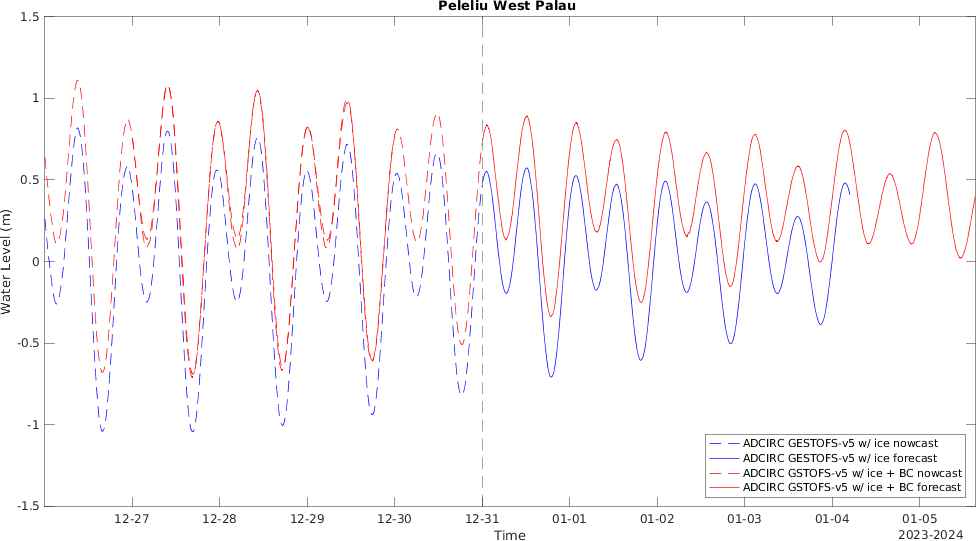 Peleliu West Palau
1.5
1
0.5
0
-0.5
-1
-1.5
Water Level (m)
ADCIRC GESTOFS-v5 w/ ice nowcast
ADCIRC GESTOFS-v5 w/ ice forecast
ADCIRC GSTOFS-v5 w/ ice + BC nowcast
ADCIRC GSTOFS-v5 w/ ice + BC forecast
12-27 12-28 12-29 12-30 12-31 01-01 01-02 01-03 01-04 01-05
Time
2023-2024